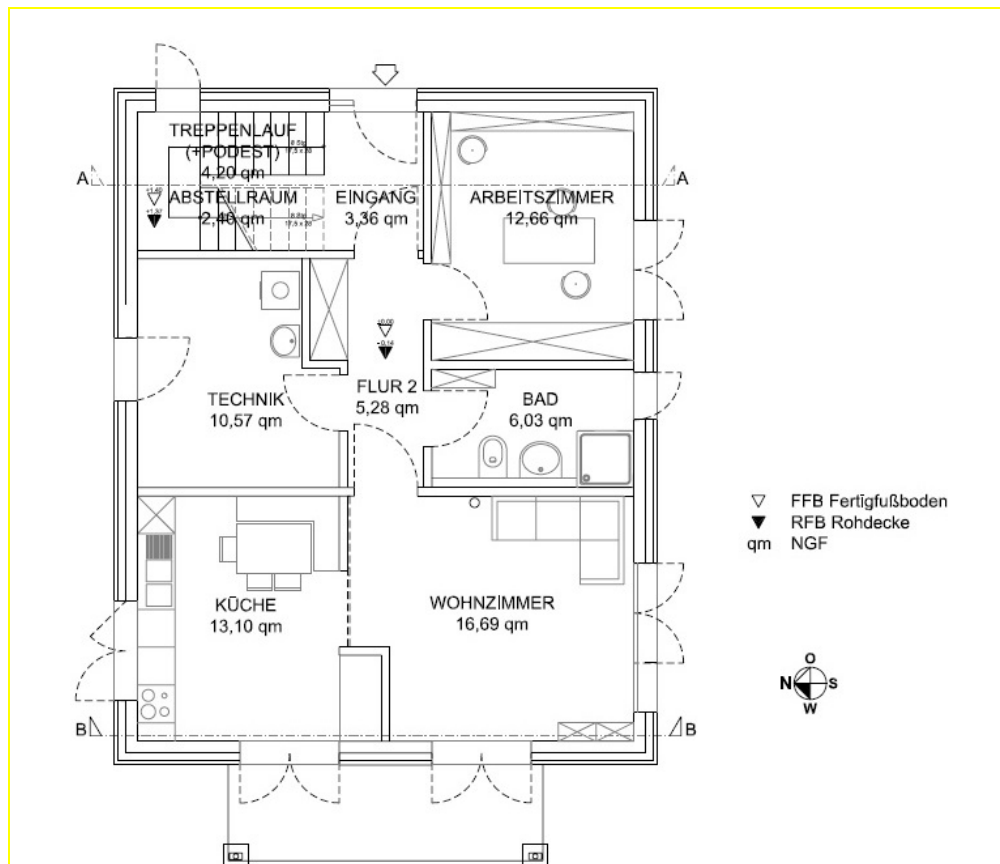 TREPPENLAUF
(+PODEST)
4,20 qm
A
A
ABSTELLRAUM
2,40 qm
EINGANG
3,36 qm
ARBEITSZIMMER
12,66 qm
TECHNIK
10,57 qm
FLUR 2
5,28 qm
BAD
6,03 qm
FFB Fertigfußboden
RFB Rohdecke
qm NGF
KÜCHE
13,10 qm
WOHNZIMMER
16,69 qm
O
N
S
W
B
B